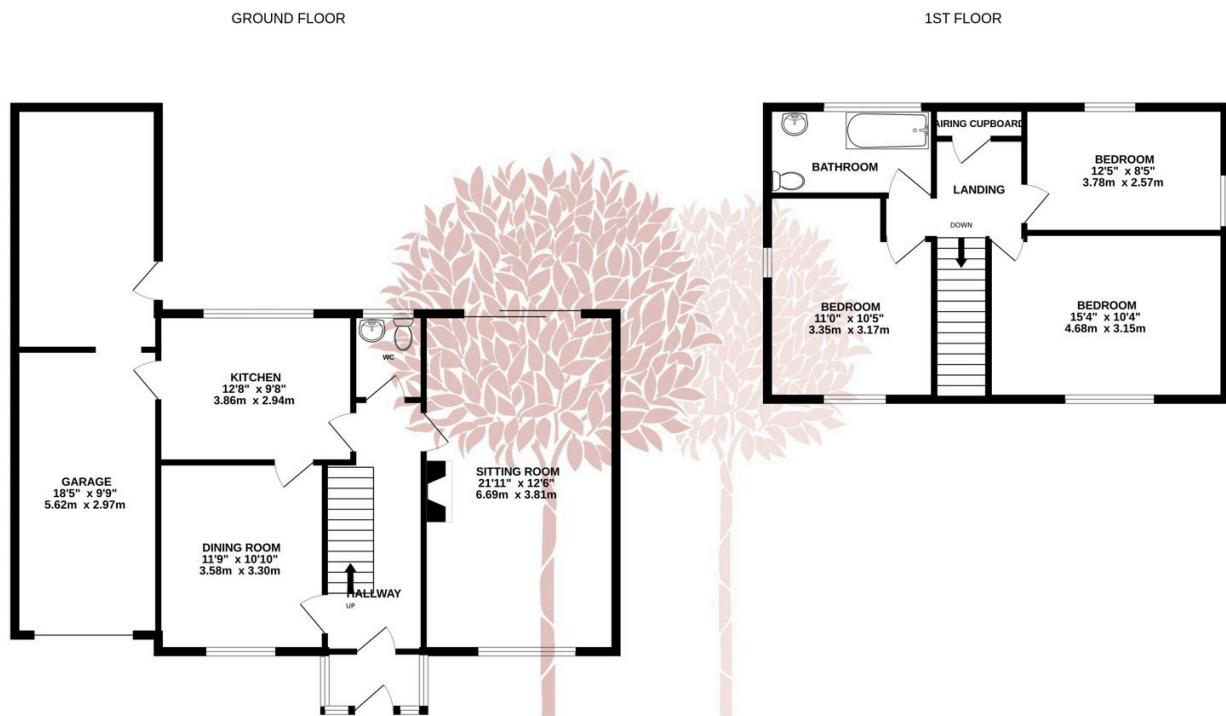 GROUND FLOOR
1ST FLOOR
KITCHEN
12'8" x 9'8"
3.86m x 2.94m
WC
GARAGE
18'5" x 9'9"
5.62m x 2.97m
DINING ROOM
11'9" x 10'10"
3.58m x 3.30m
SITTING ROOM
21'11" x 12'6"
6.69m x 3.81m
HALLWAY
UP
AIRING CUPBOARD
BATHROOM
LANDING
DOWN
BEDROOM
12'5" x 8'5"
3.78m x 2.57m
BEDROOM
11'0" x 10'5"
3.35m x 3.17m
BEDROOM
15'4" x 10'4"
4.68m x 3.15m